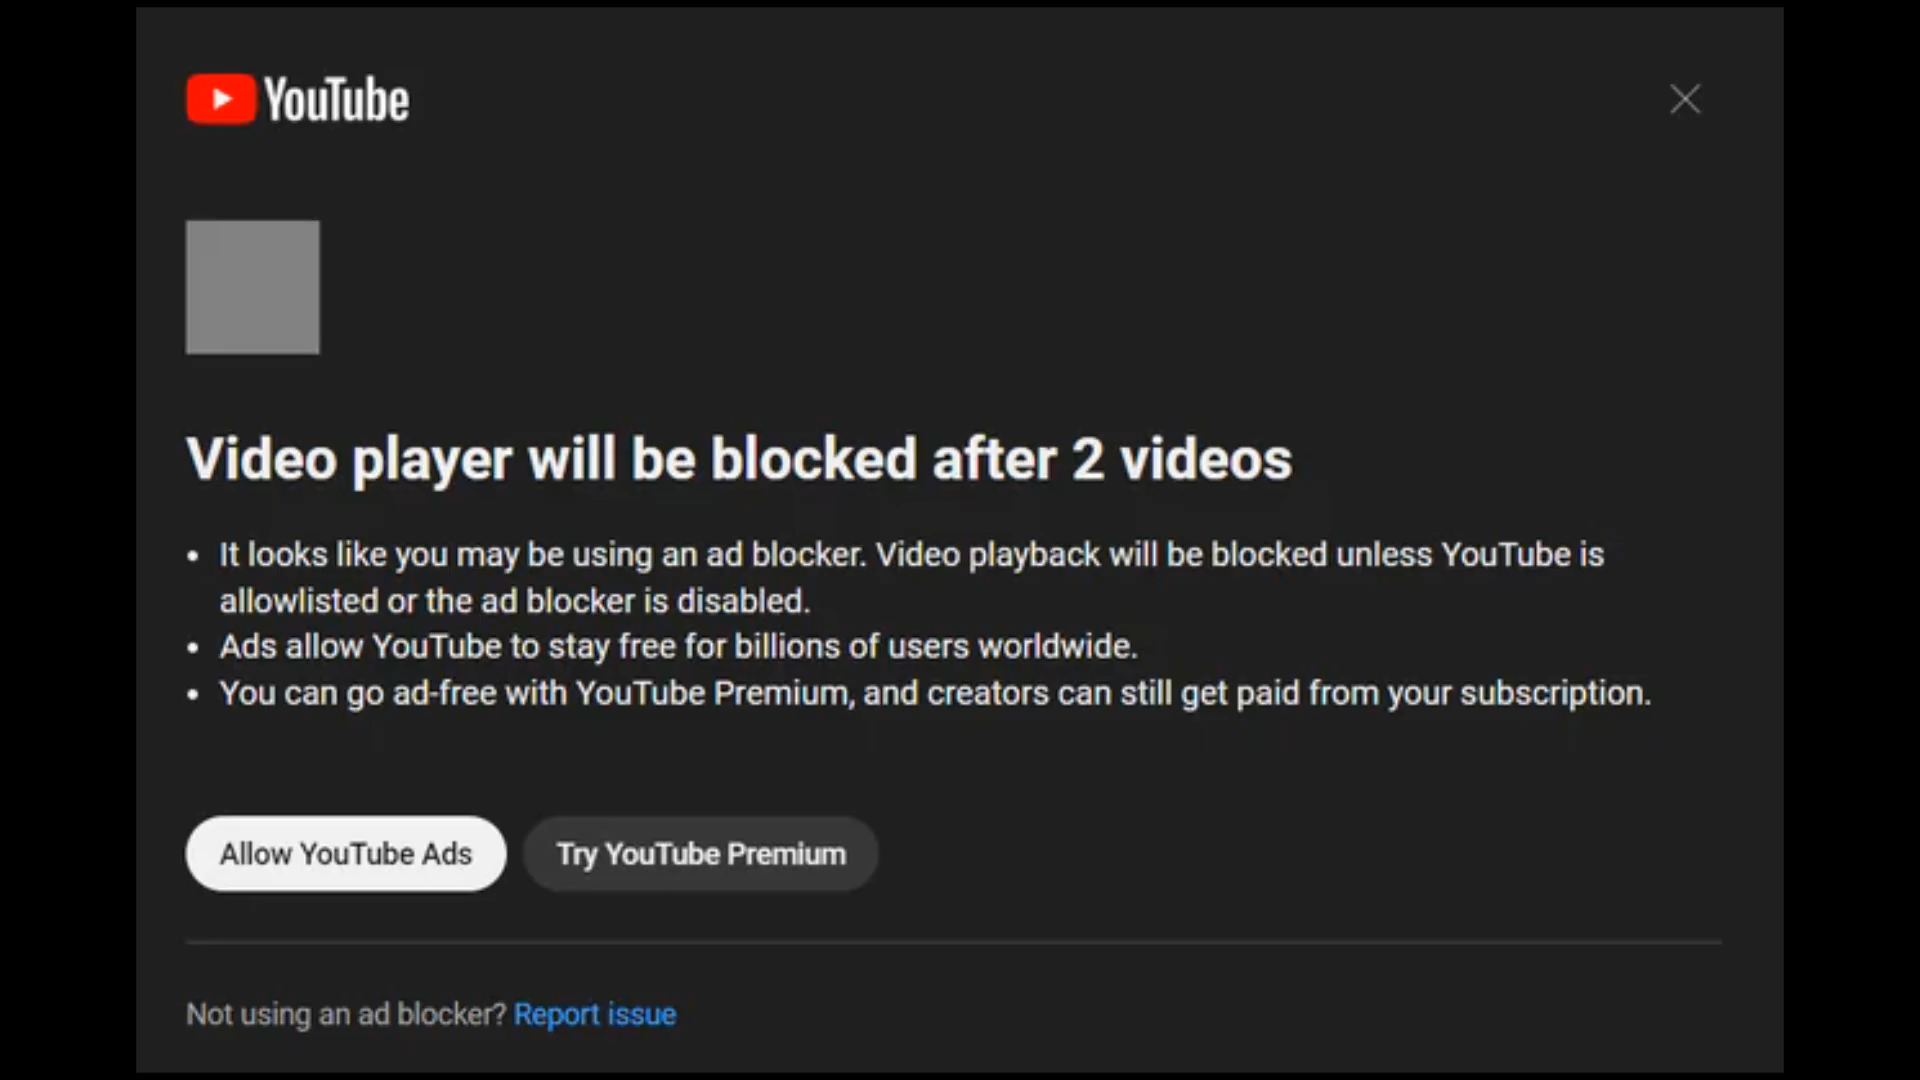 YouTube
Video player will be blocked after 2 videos
• It looks like you may be using an ad blocker. Video playback will be blocked unless YouTube is
allowlisted or the ad blocker is disabled.
• Ads allow YouTube to stay free for billions of users worldwide.
• You can go ad-free with YouTube Premium, and creators can still get paid from your subscription.
Allow YouTube Ads
Try YouTube Premium
Not using an ad blocker? Report issue